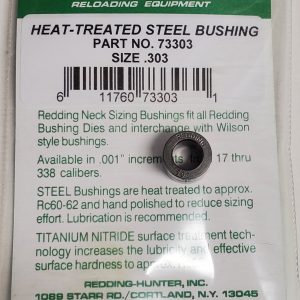 RELOADING EQUIPMENT
HEAT-TREATED STEEL BUSHING
PART NO. 73303
SIZE .303
6 11760 73303 1
Redding Neck Sizing Bushings fit all Redding
Bushing Dies and interchange with Wilson
style bushings.
Available in .001" increments 17 thru
338 calibers.
STEEL Bushings are heat treated to approx.
Rc60-62 and hand polished to reduce sizing
effort. Lubrication is recommended.
TITANIUM NITRIDE surface treatment tech-
nology increases the lubricity and effective
surface hardness to approx.
REDDING-HUNTER, INC.
1089 STARR RD./CORTLAND, N.Y. 13045